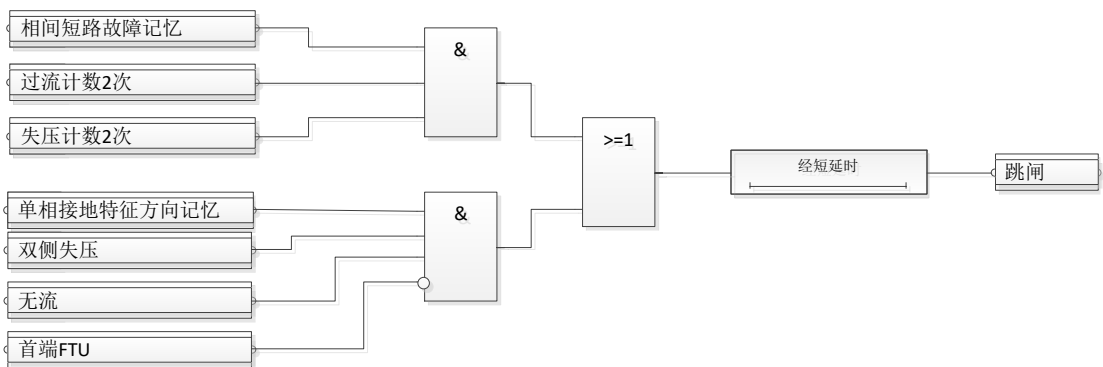 相间短路故障记忆
过流计数2次
失压计数2次
&
>=1
经短延时
跳闸
单相接地特征方向记忆
双侧失压
无流
首端FTU
&